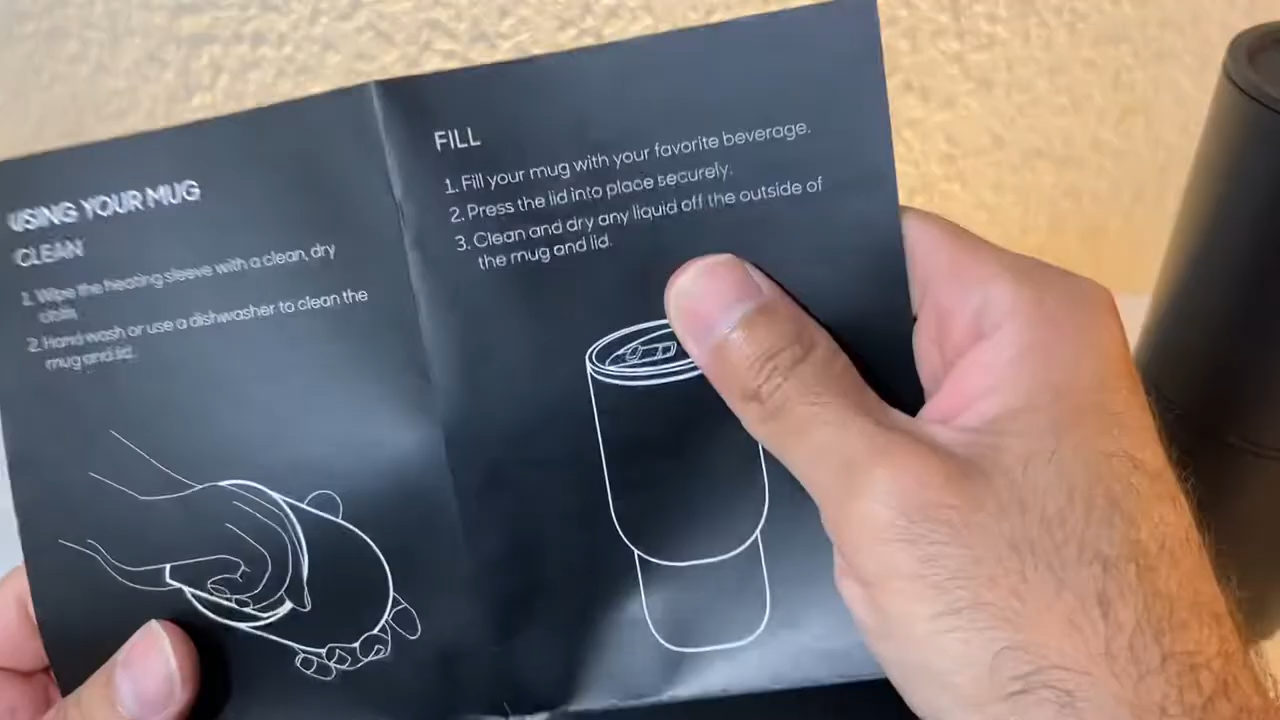 USING YOUR MUG
CLEAN
1. Wipe the heating sleeve with a clean, dry
cloth.
2. Hand wash or use a dishwasher to clean the
mug and lid.
FILL
1. Fill your mug with your favorite beverage.
2. Press the lid into place securely.
3. Clean and dry any liquid off the outside of
the mug and lid.